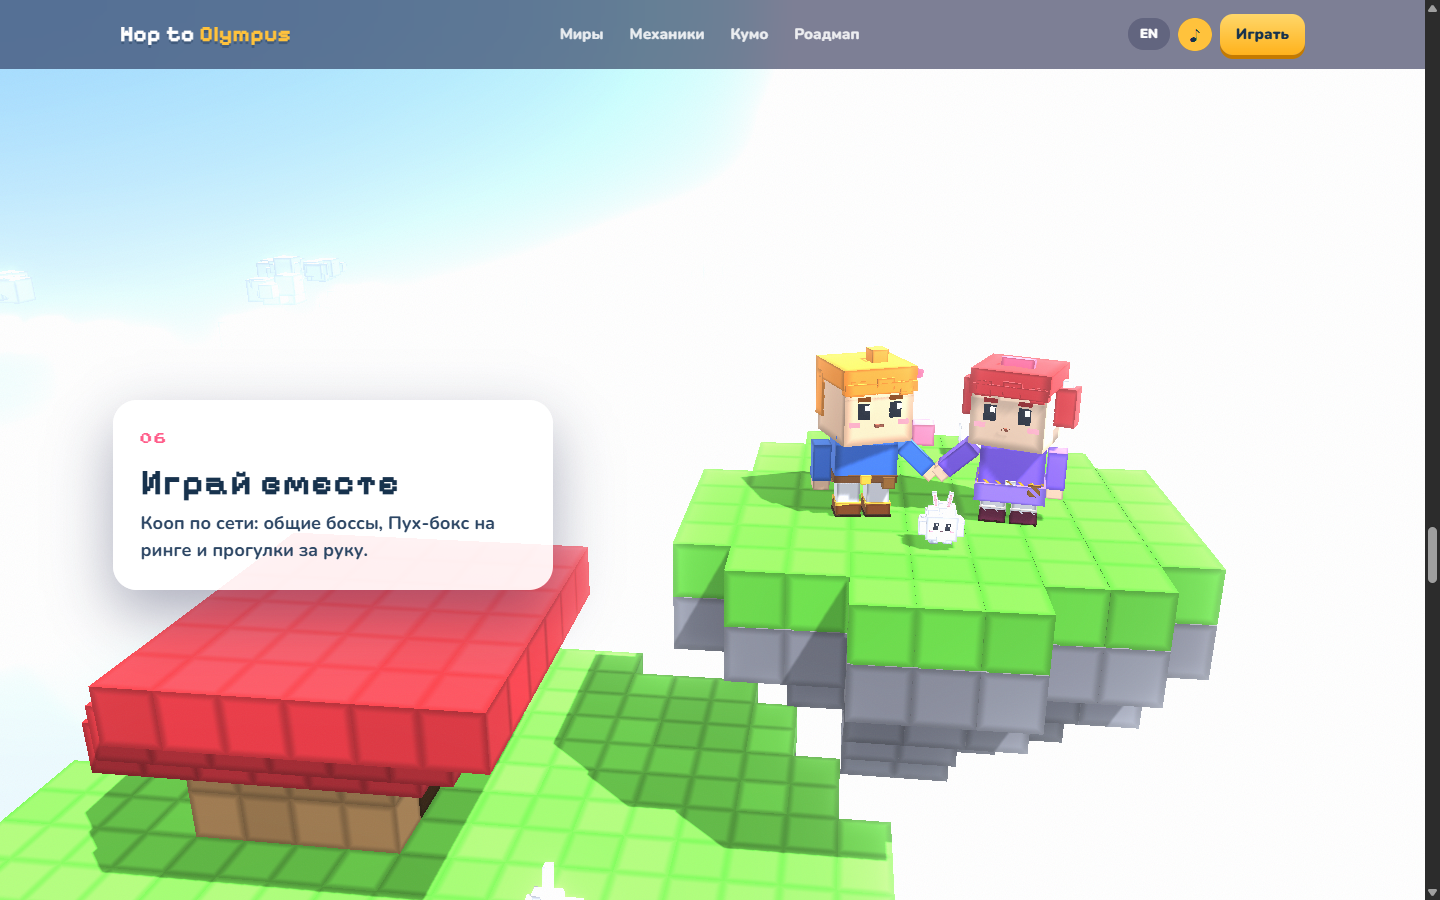 Hop to Olympus
Миры
Механики
Кумо
Роадмап
EN
Играть
06
Играй вместе
Кооп по сети: общие боссы, Пух-бокс на
ринге и прогулки за руку.